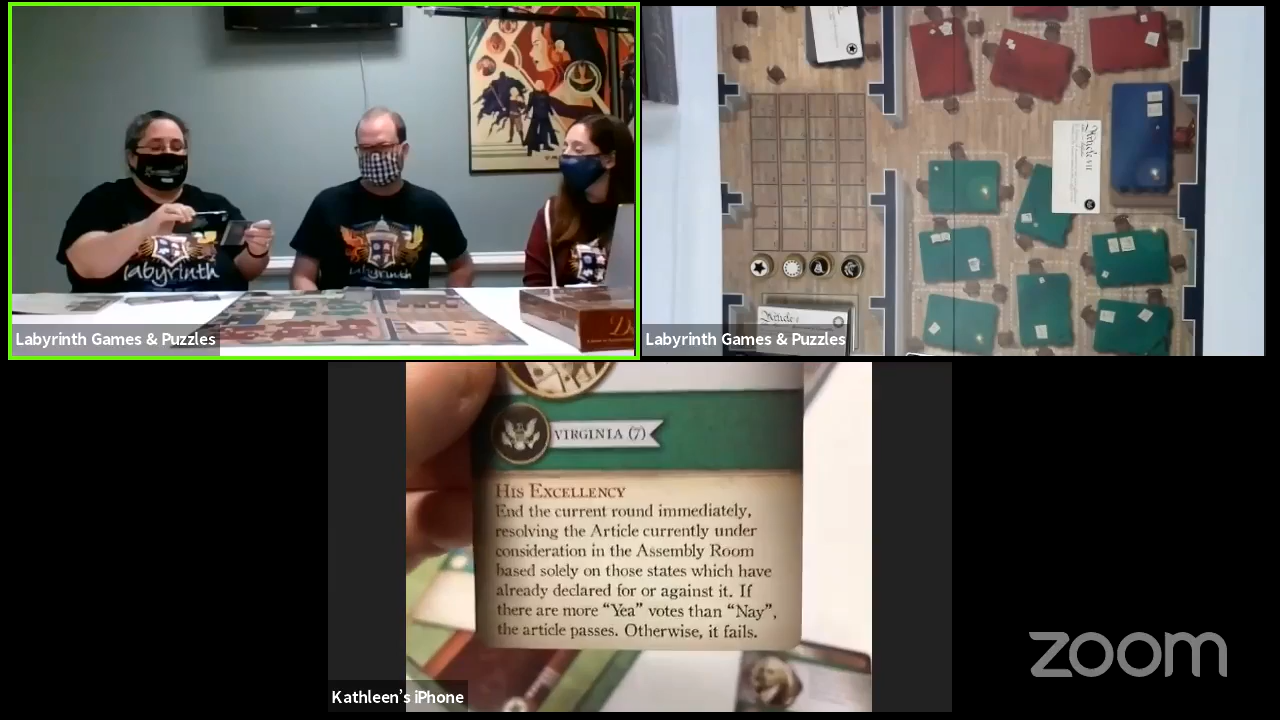 labyrinth
labyrinth
Labyrinth Games & Puzzles
Article VII
Article
Labyrinth Games & Puzzles
VIRGINIA (7)
HIS EXCELLENCY
End the current round immediately,
resolving the Article currently under
consideration in the Assembly Room
based solely on those states which have
already declared for or against it. If
there are more “Yea” votes than “Nay”,
the article passes. Otherwise, it fails.
Kathleen’s iPhone
zoom